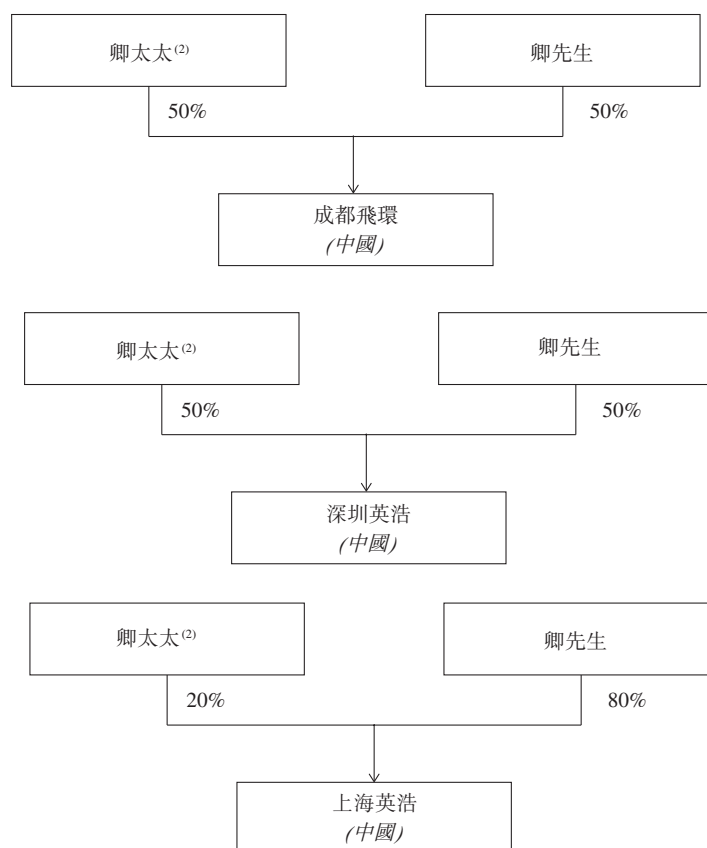 卿太太(2)
卿先生
50%
50%
成都飛環
(中國)
卿太太(2)
卿先生
50%
50%
深圳英浩
(中國)
卿太太(2)
卿先生
20%
80%
上海英浩
(中國)